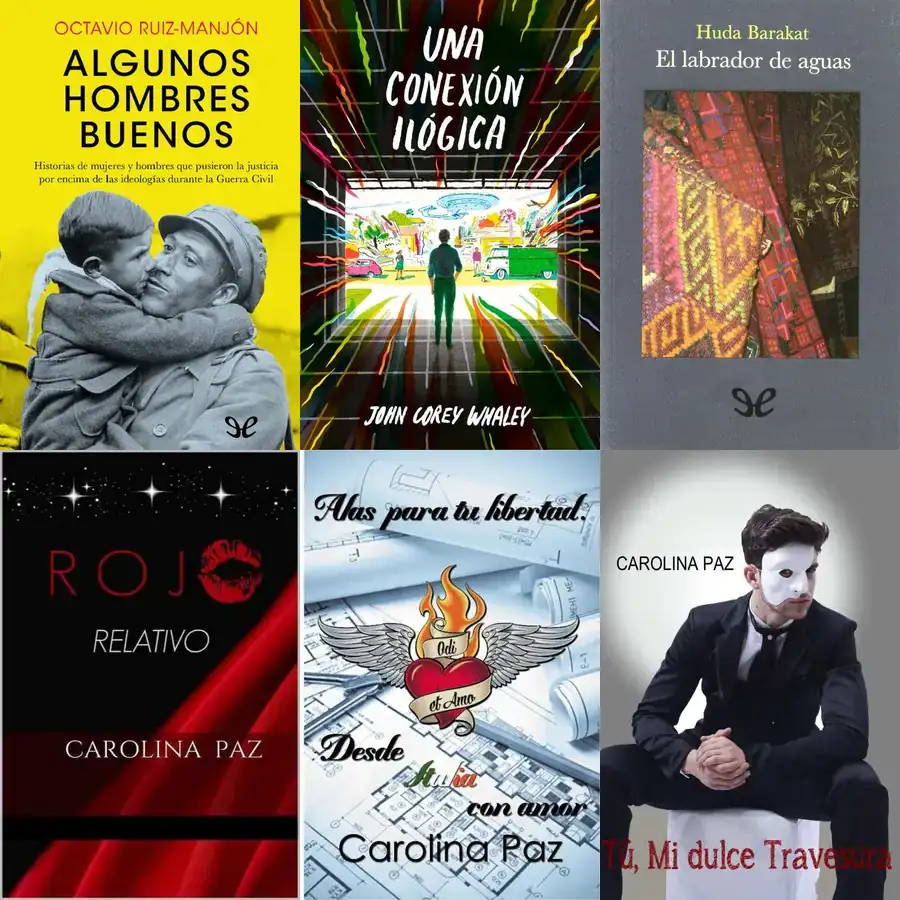 OCTAVIO RUIZ-MANJÓN
ALGUNOS
HOMBRES
BUENOS
Historias de mujeres y hombres que pusieron la justicia
por encima de las ideologías durante la Guerra Civil
UNA
CONEXIÓN
ILÓGICA
JOHN COREY WHALEY
Huda Barakat
El labrador de aguas
ROJO
RELATIVO
CAROLINA PAZ
Alas para tu libertad.
Odi
et Amo
Desde
Italia
con amor
Carolina Paz
CAROLINA PAZ
Tú, Mi dulce Travesura